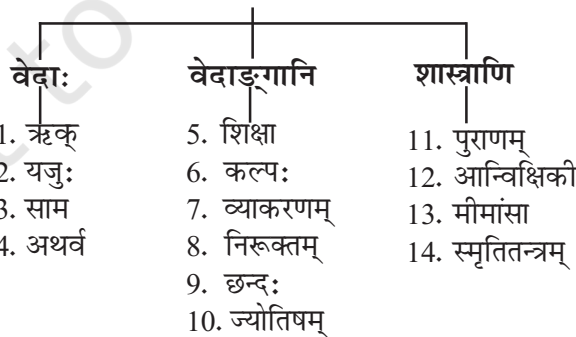 वेदाः
1. ऋक्
2. यजुः
3. साम
4. अथर्व
वेदाङ्गानि
5. शिक्षा
6. कल्पः
7. व्याकरणम्
8. निरूक्तम्
9. छन्दः
10. ज्योतिषम्
शास्त्राणि
11. पुराणम्
12. आन्विक्षिकी
13. मीमांसा
14. स्मृतितन्त्रम्
to